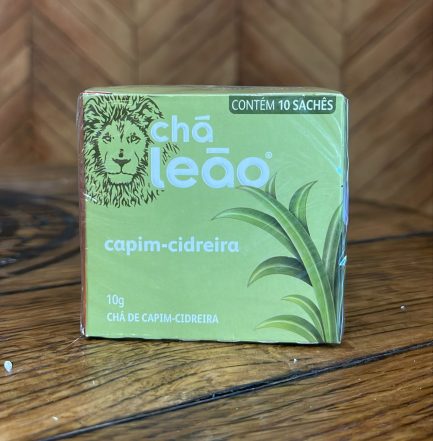 CONTÉM 10 SACHÊS
chá
leão®
capim-cidreira
10g
CHÁ DE CAPIM-CIDREIRA